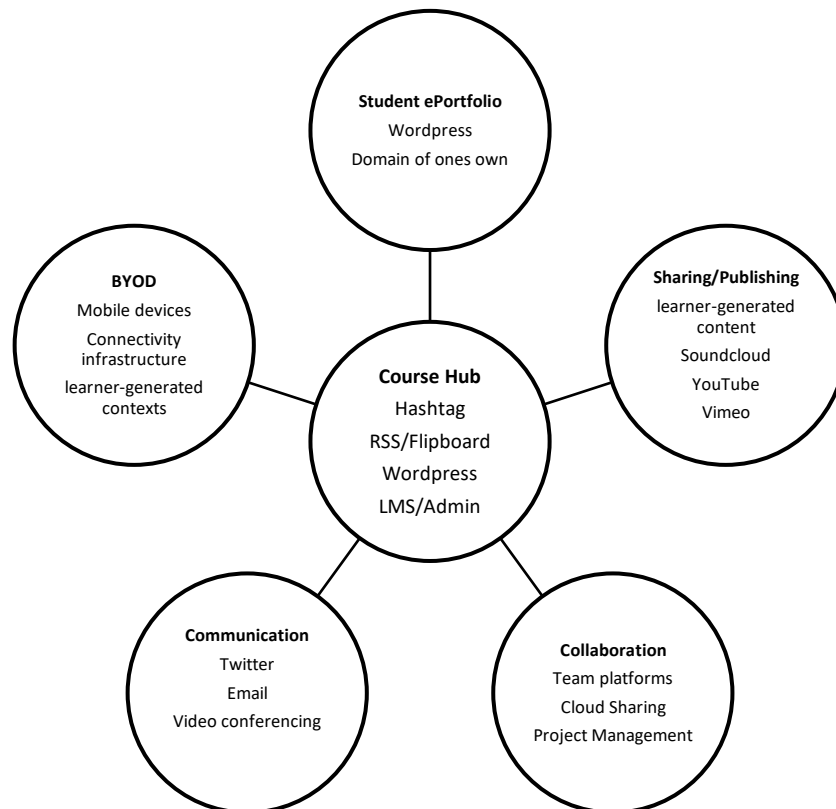 Student ePortfolio
Wordpress
Domain of ones own
BYOD
Mobile devices
Connectivity
infrastructure
learner-generated
contexts
Sharing/Publishing
learner-generated
content
Soundcloud
YouTube
Vimeo
Course Hub
Hashtag
RSS/Flipboard
Wordpress
LMS/Admin
Communication
Twitter
Email
Video conferencing
Collaboration
Team platforms
Cloud Sharing
Project Management